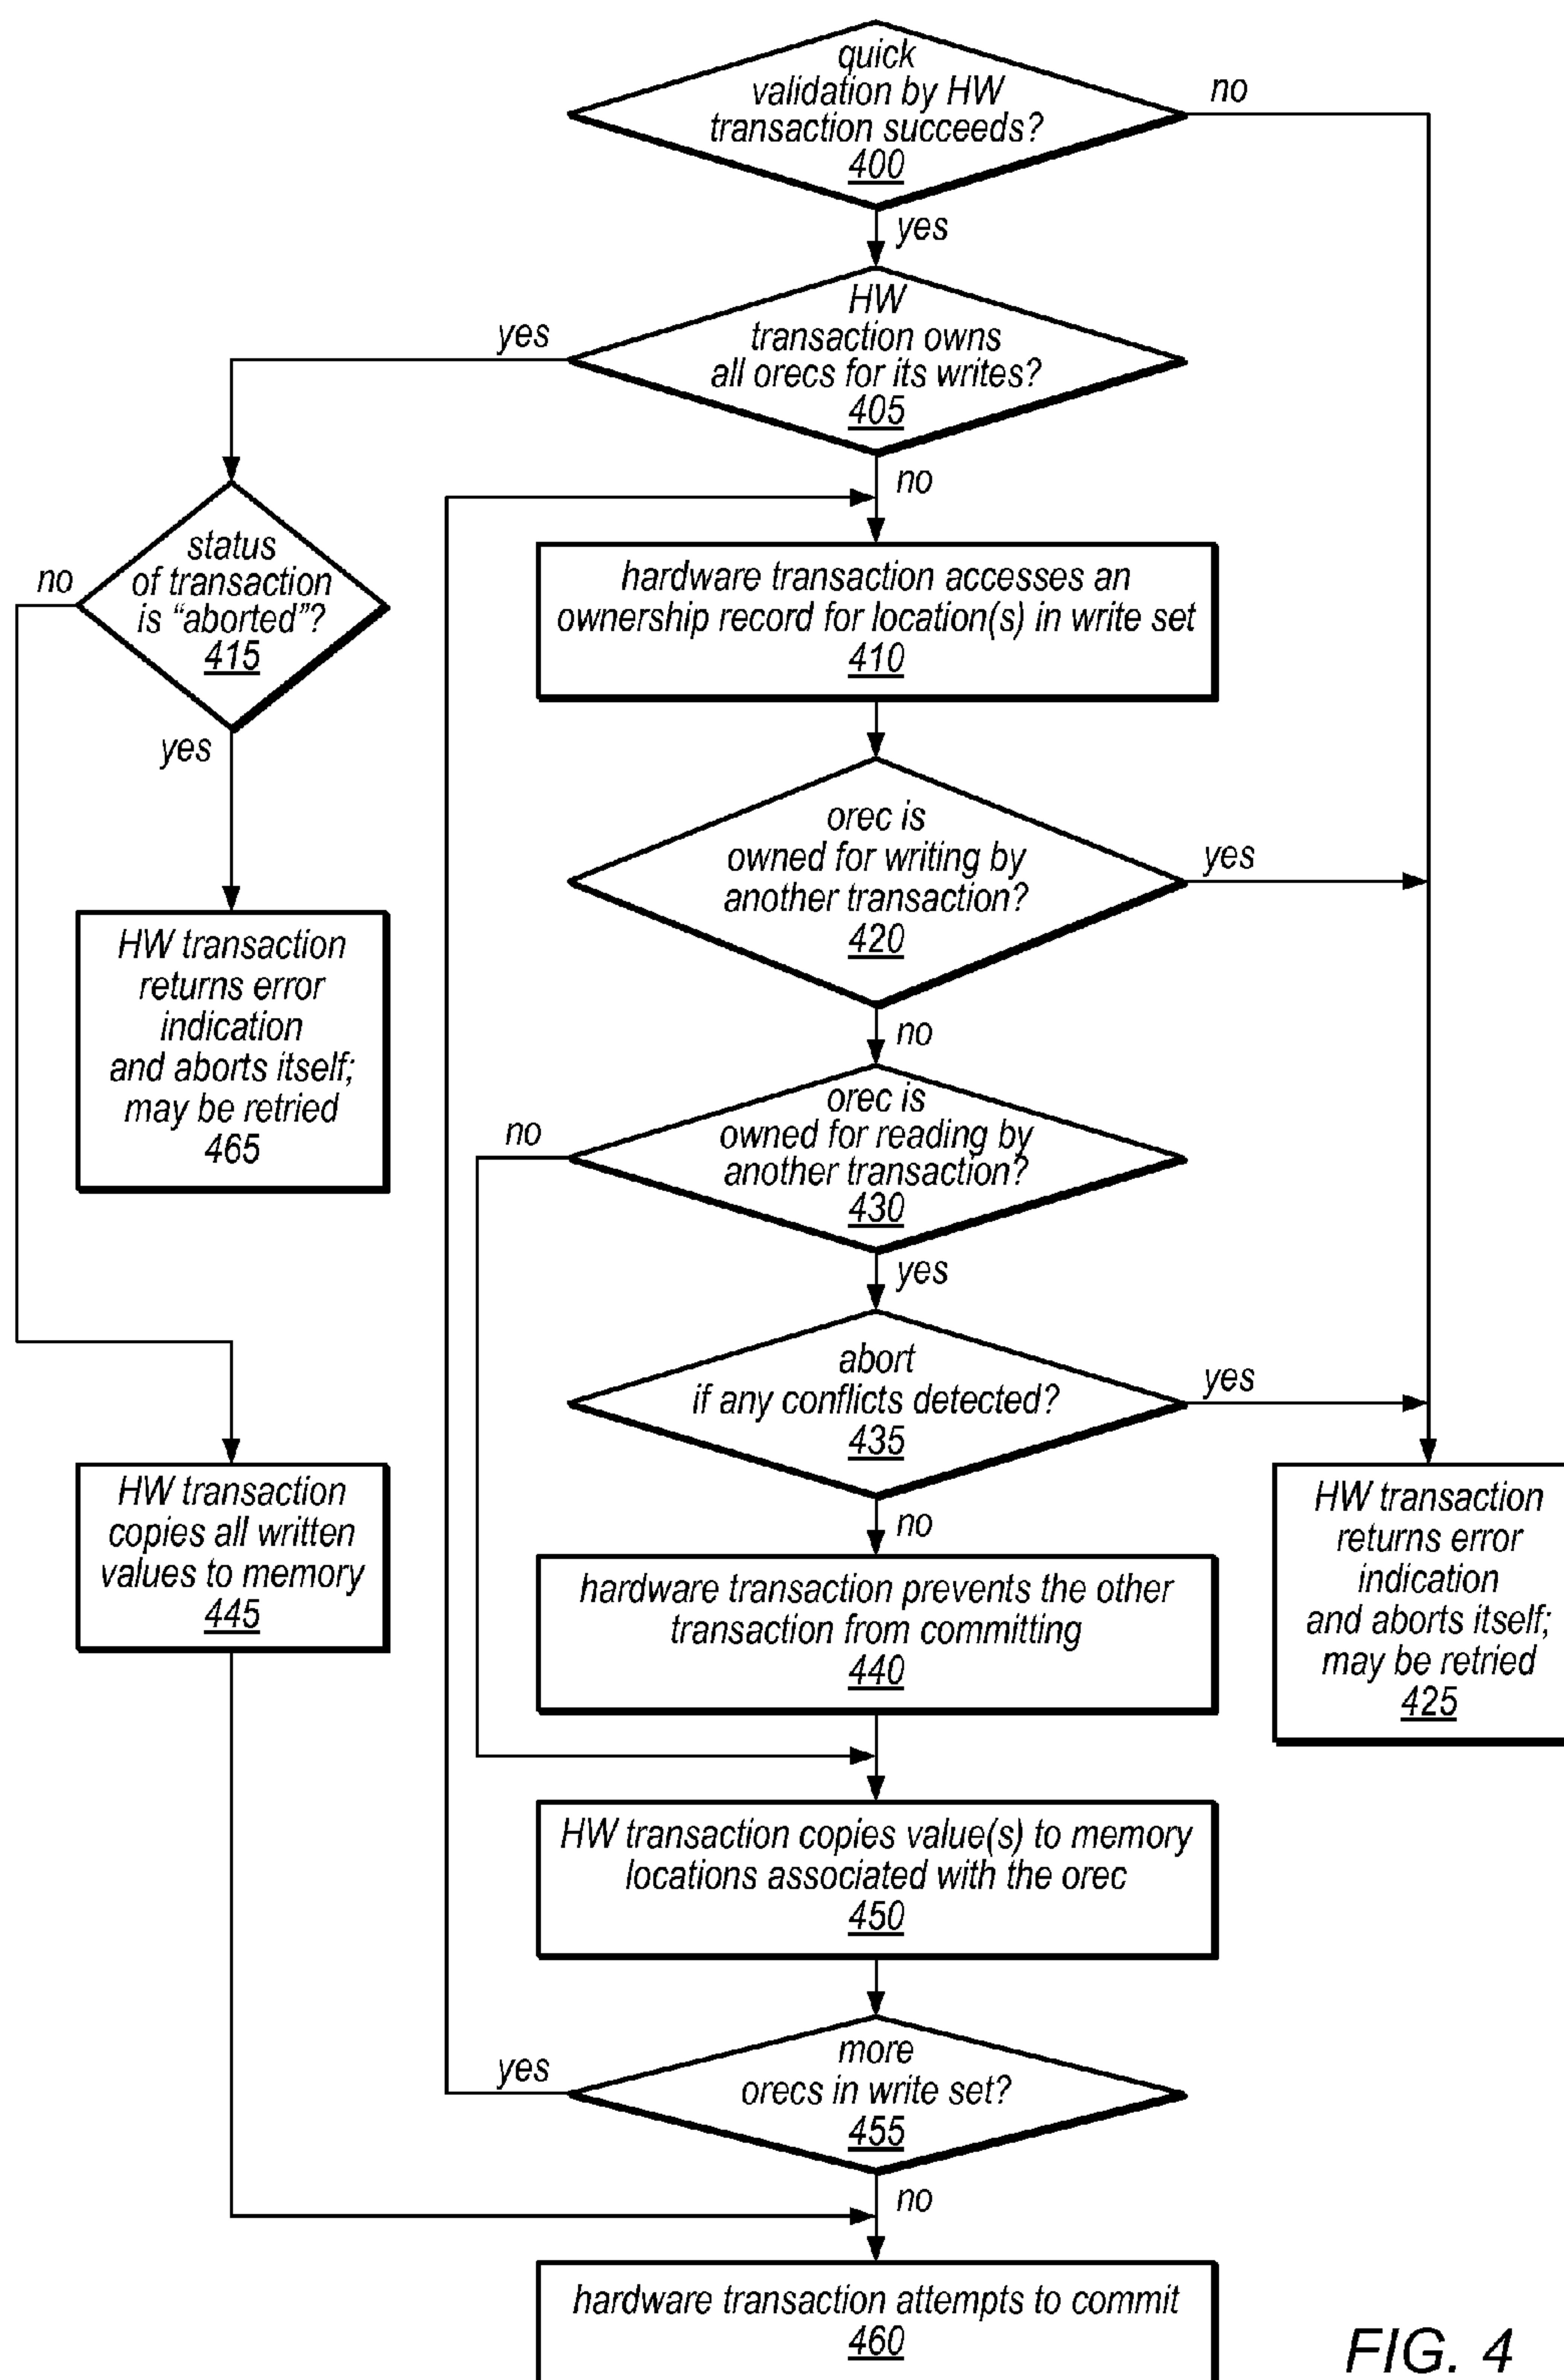 quick
validation by HW
transaction succeeds?
400
no
yes
HW
transaction owns
all orecs for its writes?
405
yes
no
status
of transaction
is “aborted”?
415
no
yes
hardware transaction accesses an
ownership record for location(s) in write set
410
orec is
owned for writing by
another transaction?
420
yes
no
HW transaction
returns error
indication
and aborts itself;
may be retried
465
orec is
owned for reading by
another transaction?
430
no
yes
abort
if any conflicts detected?
435
yes
no
HW transaction
copies all written
values to memory
445
hardware transaction prevents the other
transaction from committing
440
HW transaction
returns error
indication
and aborts itself;
may be retried
425
HW transaction copies value(s) to memory
locations associated with the orec
450
more
orecs in write set?
455
yes
no
hardware transaction attempts to commit
460
FIG. 4